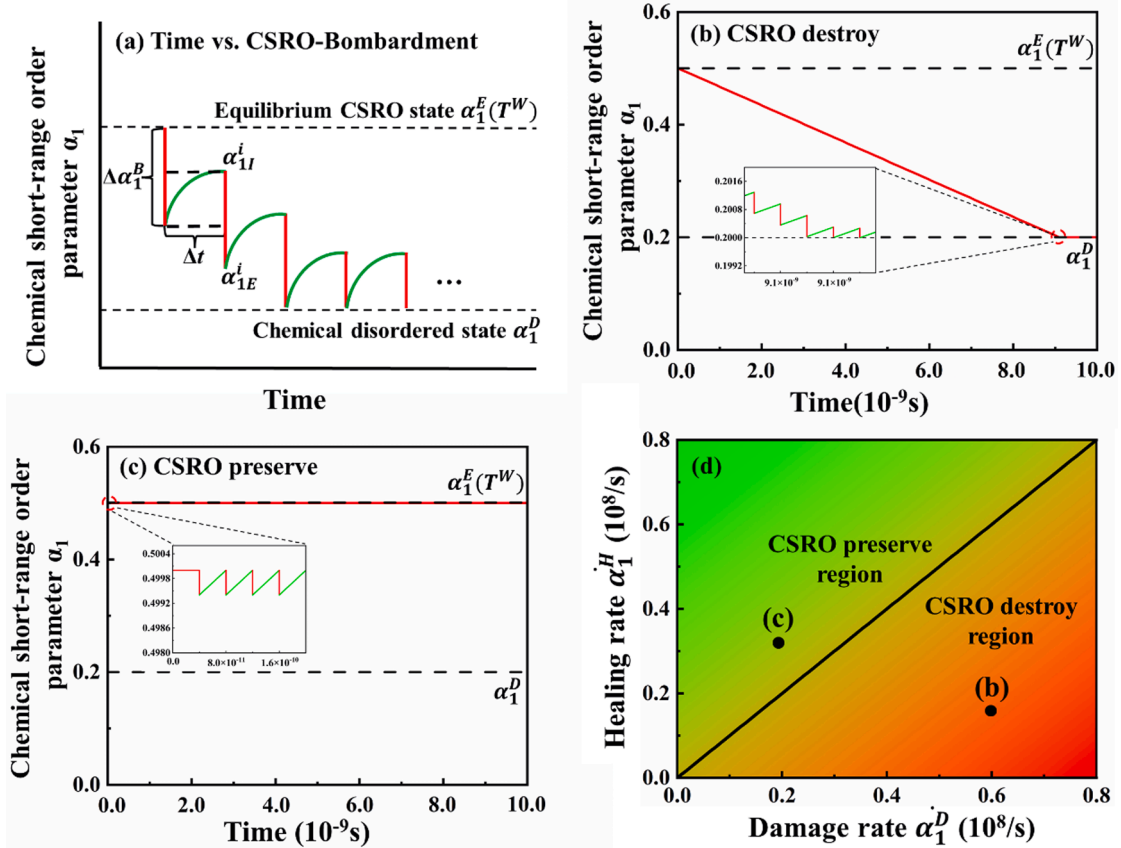 (a) Time vs. CSRO-Bombardment
Equilibrium CSRO state α₁ᴱ(Tᵂ)
Δα₁ᴮ
α₁ᵢⁱ
Δt
α₁ᴇⁱ
...
Chemical disordered state α₁ᴰ
Chemical short-range order
parameter α₁
Time
(b) CSRO destroy
α₁ᴱ(Tᵂ)
0.6
0.4
0.2
0.0
0.2016
0.2008
0.2000
0.1992
9.1×10⁻⁹
9.1×10⁻⁹
α₁ᴰ
0.0
2.0
4.0
6.0
8.0
10.0
Time(10⁻⁹s)
Chemical short-range order
parameter α₁
(c) CSRO preserve
α₁ᴱ(Tᵂ)
0.6
0.4
0.2
0.0
0.5004
0.4998
0.4992
0.4986
0.4980
0.0
8.0×10⁻¹¹
1.6×10⁻¹⁰
α₁ᴰ
0.0
2.0
4.0
6.0
8.0
10.0
Time (10⁻⁹s)
Chemical short-range order
parameter α₁
(d)
0.8
0.6
0.4
0.2
0.0
CSRO preserve
region
CSRO destroy
region
(c)
(b)
0.0
0.2
0.4
0.6
0.8
Damage rate α̇₁ᴰ (10⁸/s)
Healing rate α̇₁ᴴ (10⁸/s)